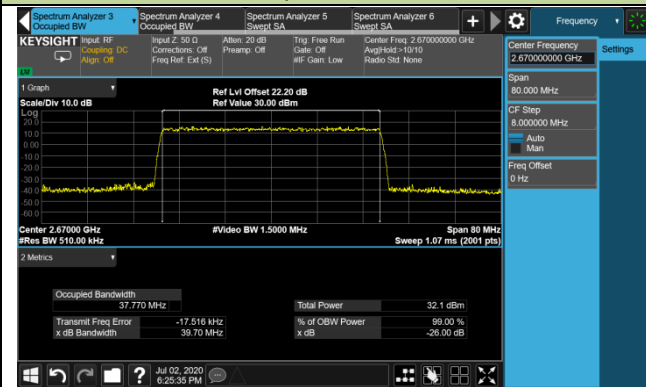 Spectrum Analyzer 3
Occupied BW
Spectrum Analyzer 4
Occupied BW
Spectrum Analyzer 5
Swept SA
Spectrum Analyzer 6
Swept SA
Frequency
KEYSIGHT
Input: RF
Coupling: DC
Align: Off
Input Z: 50 Ω
Corrections: Off
Freq Ref: Ext (S)
Atten: 20 dB
Preamp: Off
Trig: Free Run
Gate: Off
#IF Gain: Low
Center Freq: 2.670000000 GHz
Avg|Hold:>10/10
Radio Std: None
Center Frequency
2.670000000 GHz
Settings
Span
80.000 MHz
CF Step
8.000000 MHz
Auto
Man
Freq Offset
0 Hz
1 Graph
Scale/Div 10.0 dB
Ref Lvl Offset 22.20 dB
Ref Value 30.00 dBm
Log
20.0
10.0
0.00
-10.0
-20.0
-30.0
-40.0
-50.0
-60.0
Center 2.67000 GHz
#Res BW 510.00 kHz
#Video BW 1.5000 MHz
Span 80 MHz
Sweep 1.07 ms (2001 pts)
2 Metrics
Occupied Bandwidth
37.770 MHz
Total Power 32.1 dBm
Transmit Freq Error -17.516 kHz
% of OBW Power 99.00 %
x dB Bandwidth 39.70 MHz
x dB -26.00 dB
?
Jul 02, 2020
6:25:35 PM